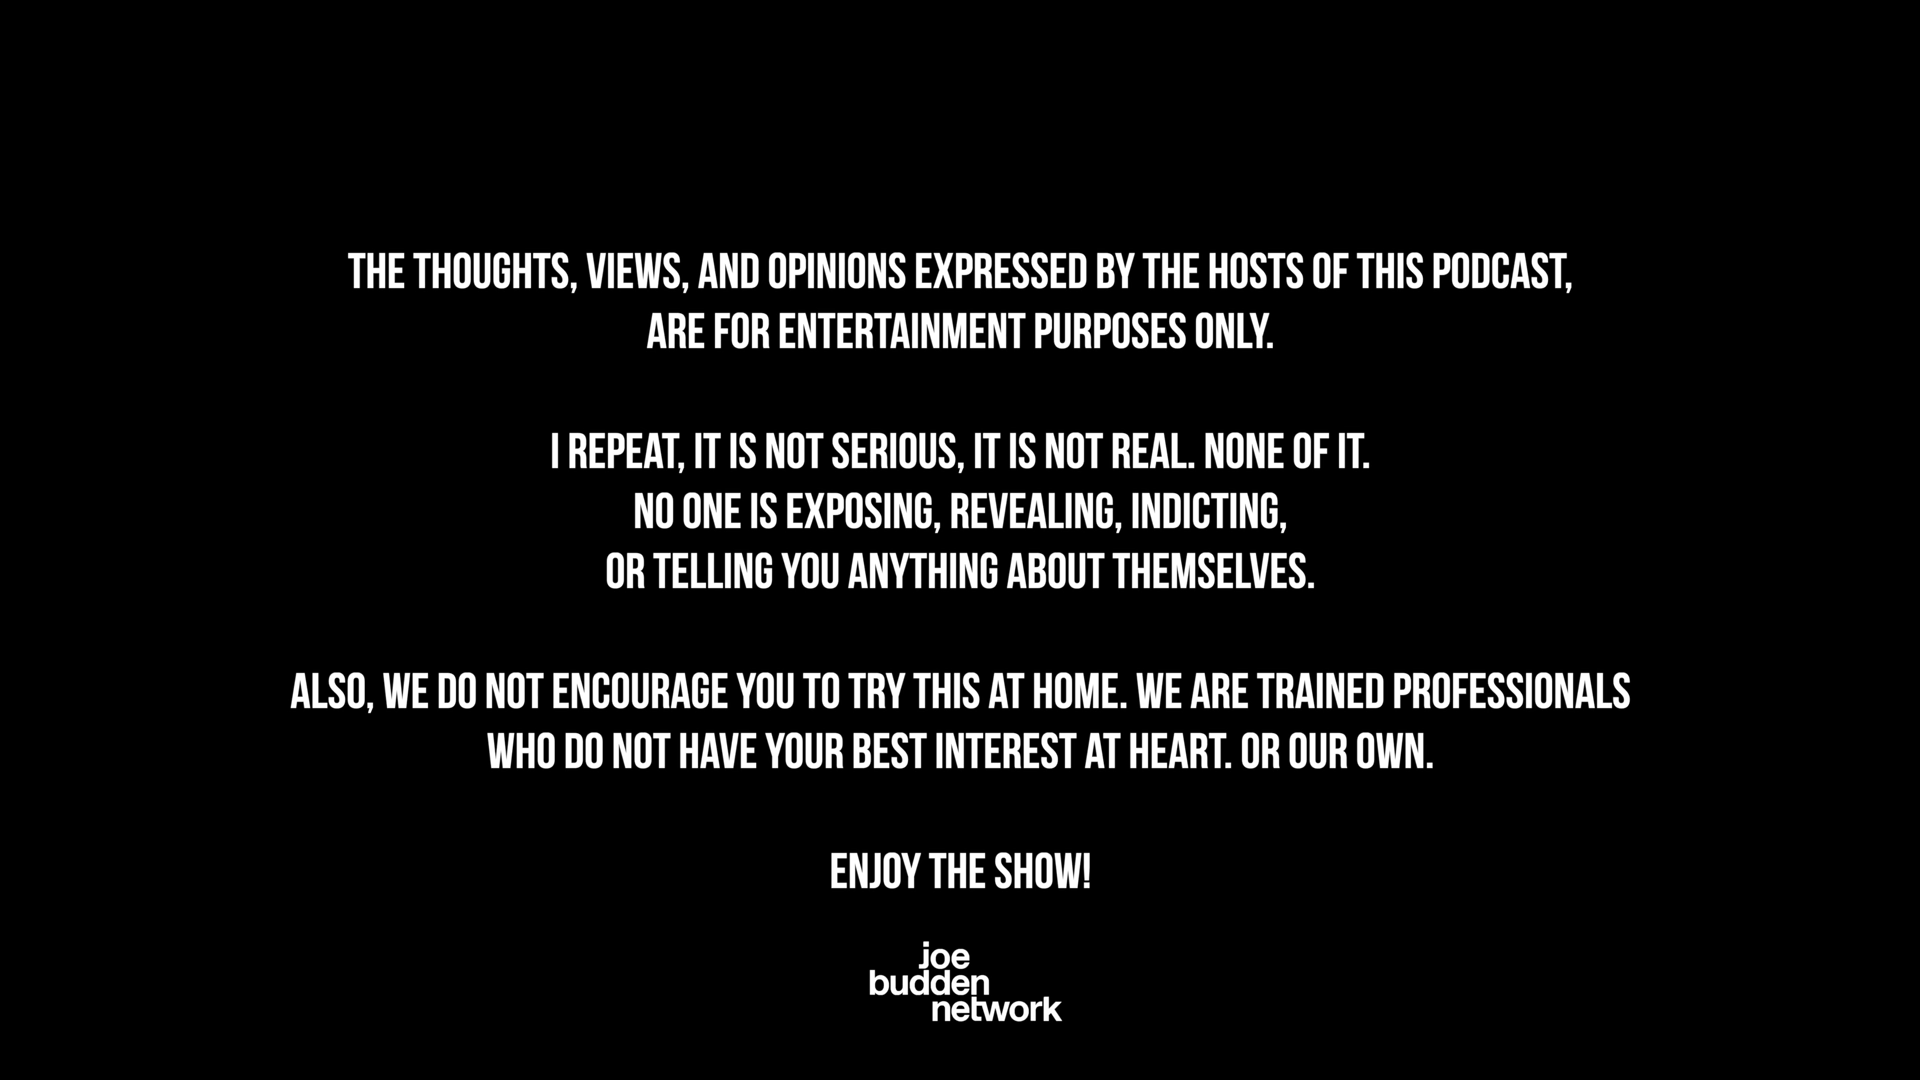 THE THOUGHTS, VIEWS, AND OPINIONS EXPRESSED BY THE HOSTS OF THIS PODCAST,
ARE FOR ENTERTAINMENT PURPOSES ONLY.
I REPEAT, IT IS NOT SERIOUS, IT IS NOT REAL. NONE OF IT.
NO ONE IS EXPOSING, REVEALING, INDICTING,
OR TELLING YOU ANYTHING ABOUT THEMSELVES.
ALSO, WE DO NOT ENCOURAGE YOU TO TRY THIS AT HOME. WE ARE TRAINED PROFESSIONALS
WHO DO NOT HAVE YOUR BEST INTEREST AT HEART. OR OUR OWN.
ENJOY THE SHOW!
joe
budden
network